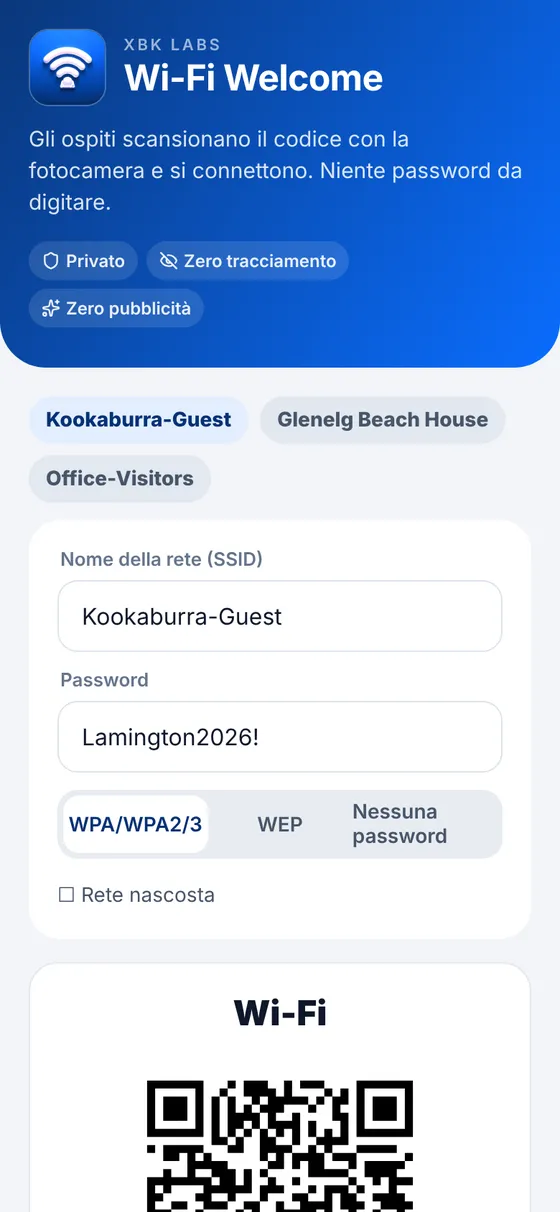 XBK LABS
Wi-Fi Welcome
Gli ospiti scansionano il codice con la
fotocamera e si connettono. Niente password da
digitare.
Privato
Zero tracciamento
Zero pubblicità
Kookaburra-Guest
Glenelg Beach House
Office-Visitors
Nome della rete (SSID)
Kookaburra-Guest
Password
Lamington2026!
WPA/WPA2/3
WEP
Nessuna
password
Rete nascosta
Wi-Fi